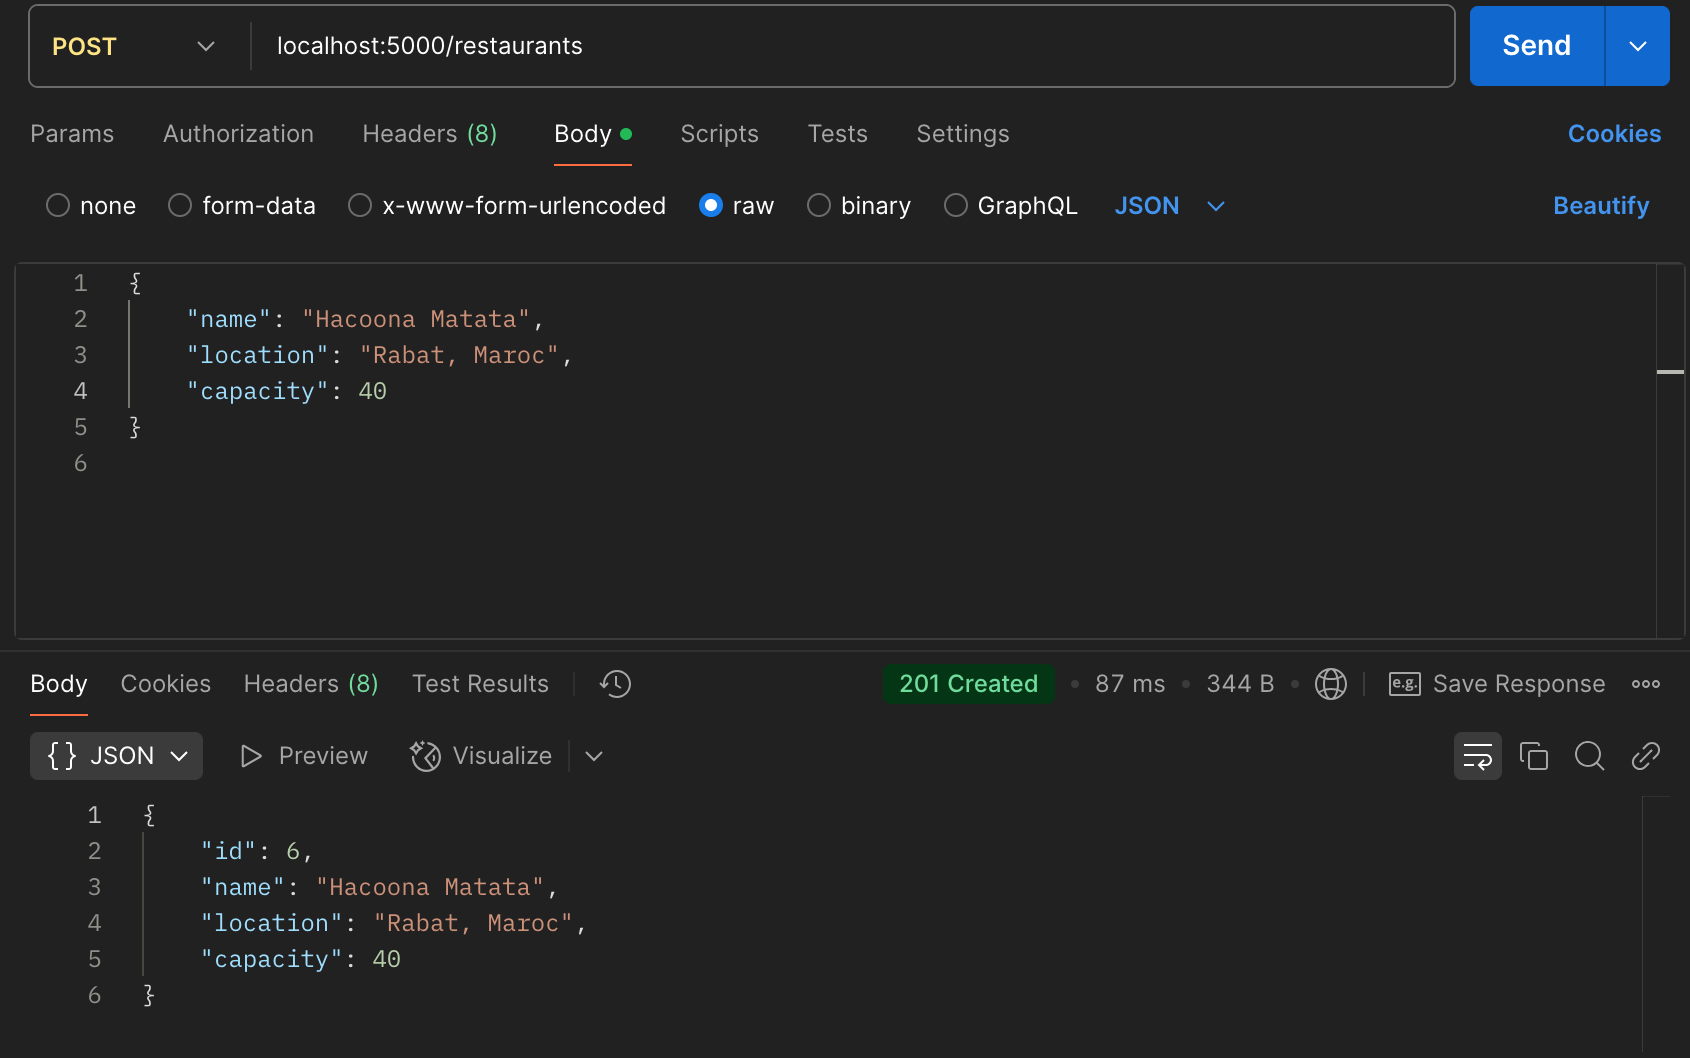 POST localhost:5000/restaurants Send
Params Authorization Headers (8) Body Scripts Tests Settings Cookies
none form-data x-www-form-urlencoded raw binary GraphQL JSON Beautify
1 {
2 "name": "Hacoona Matata",
3 "location": "Rabat, Maroc",
4 "capacity": 40
5 }
6
Body Cookies Headers (8) Test Results 201 Created 87 ms 344 B e.g. Save Response
{} JSON Preview Visualize
1 {
2 "id": 6,
3 "name": "Hacoona Matata",
4 "location": "Rabat, Maroc",
5 "capacity": 40
6 }